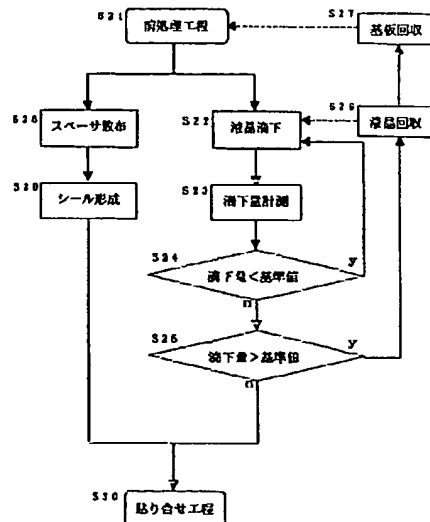 S21
前処理工程
S27
基板回収
S28
スペーサ散布
S22
液晶滴下
S26
液晶回収
S29
シール形成
S23
滴下量計測
S24
滴下量<基準値
y
n
S25
滴下量>基準値
y
n
S30
貼り合せ工程